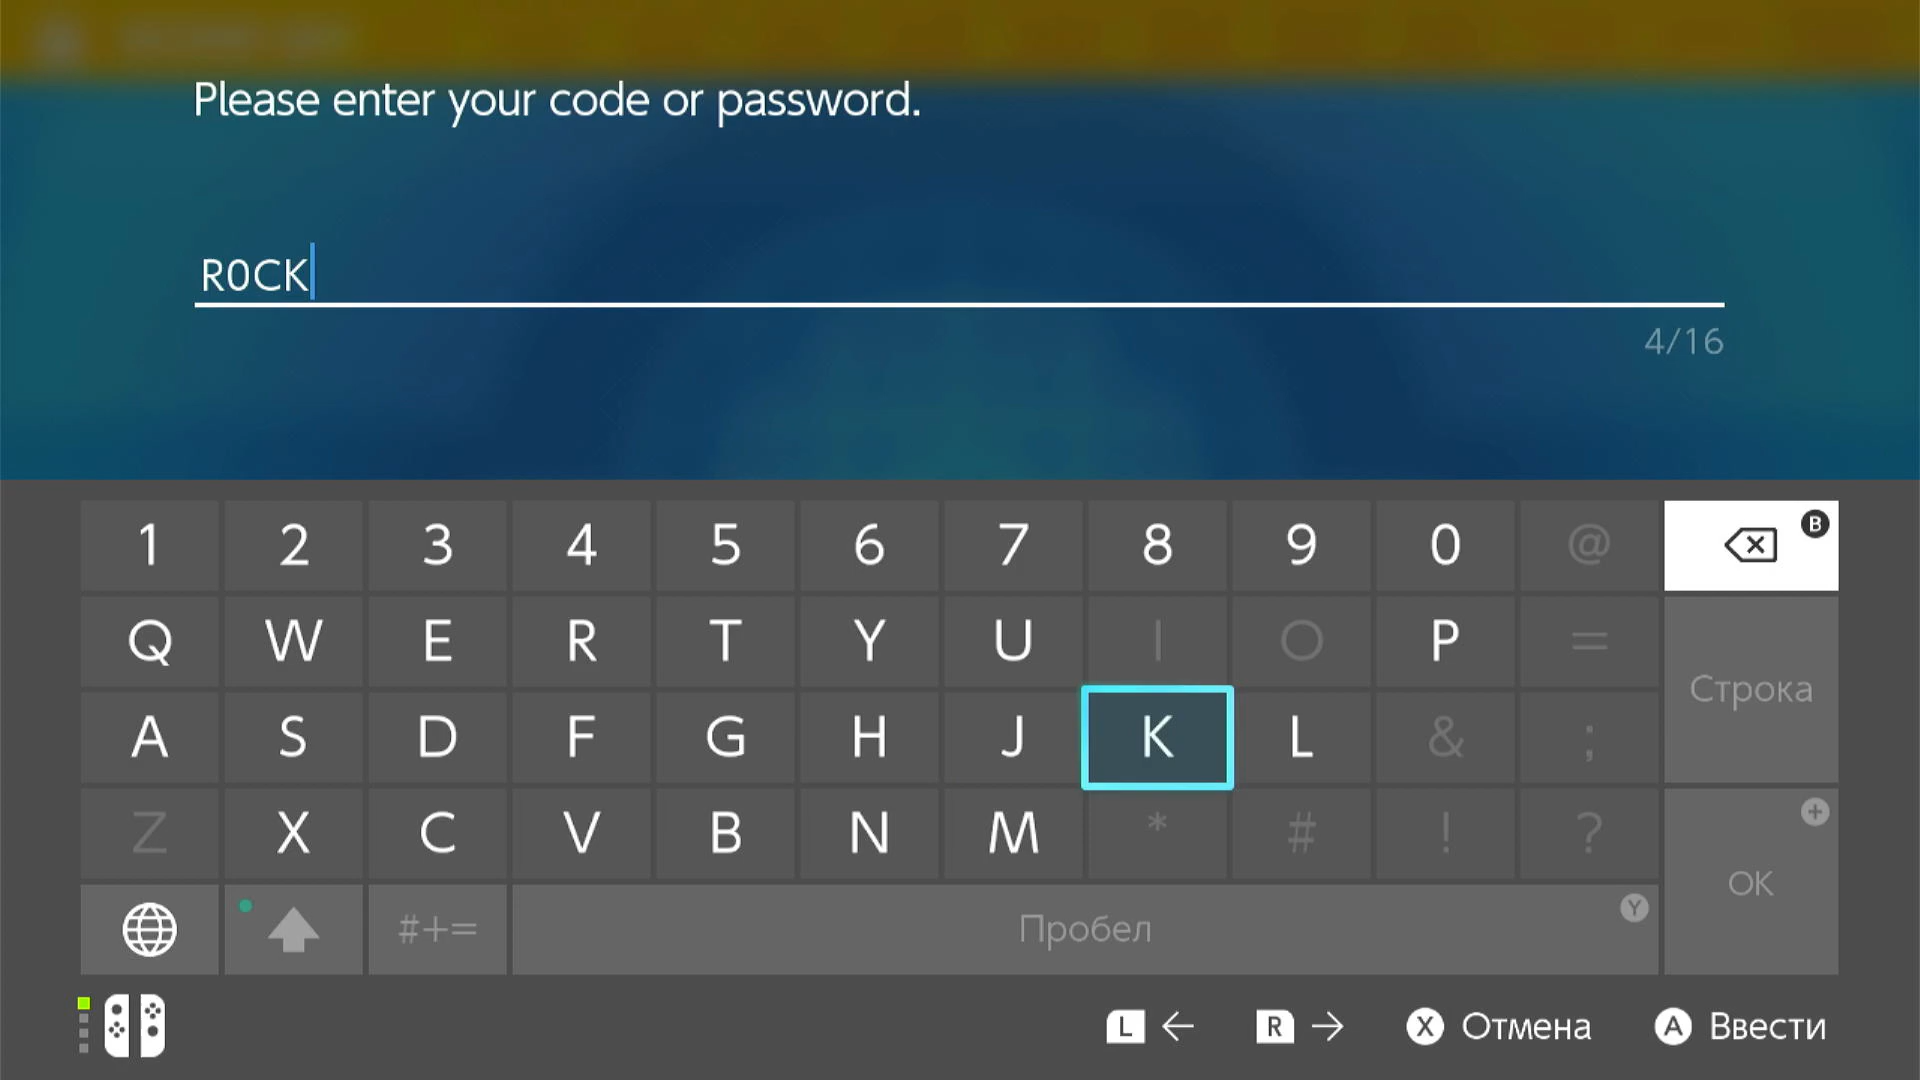 Please enter your code or password.
R0CK
4/16
1 2 3 4 5 6 7 8 9 0 @ B
Q W E R T Y U I O P =
Строка
A S D F G H J K L & ;
Z X C V B N M * # ! ?
OK
#+= Пробел Y
L ← R → X Отмена A Ввести